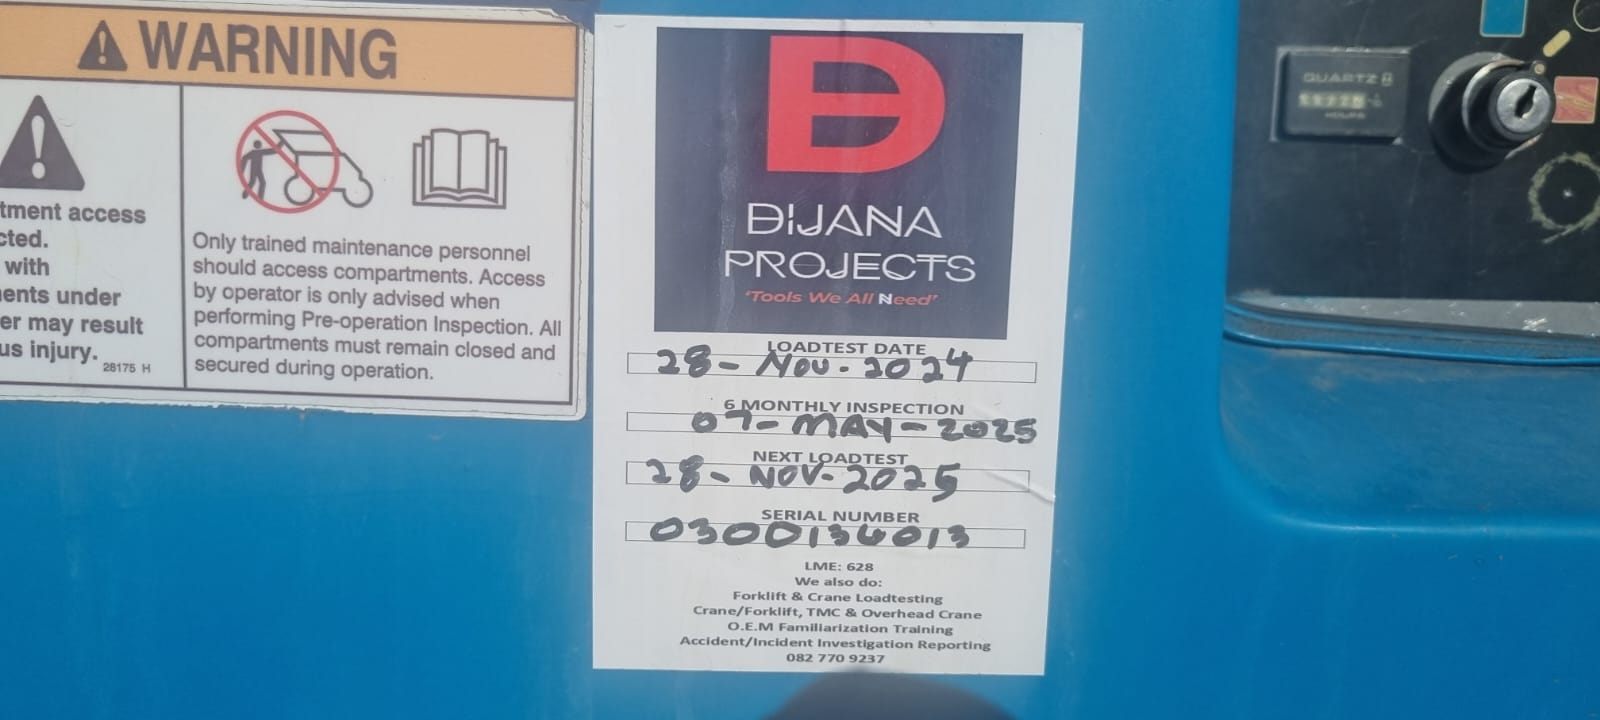 WARNING
tment access
cted.
with
ents under
er may result
us injury.
28175 H
Only trained maintenance personnel
should access compartments. Access
by operator is only advised when
performing Pre-operation Inspection. All
compartments must remain closed and
secured during operation.
D
DIJANA
PROJECTS
'Tools We All Need'
LOADTEST DATE
28-Nov.2024
6 MONTHLY INSPECTION
07-MAY-2025
NEXT LOADTEST
28-NOV-2025
SERIAL NUMBER
0300134013
LME: 628
We also do:
Forklift & Crane Loadtesting
Crane/Forklift, TMC & Overhead Crane
O.E.M Familiarization Training
Accident/Incident Investigation Reporting
082 770 9237
QUARTZ
HOURS